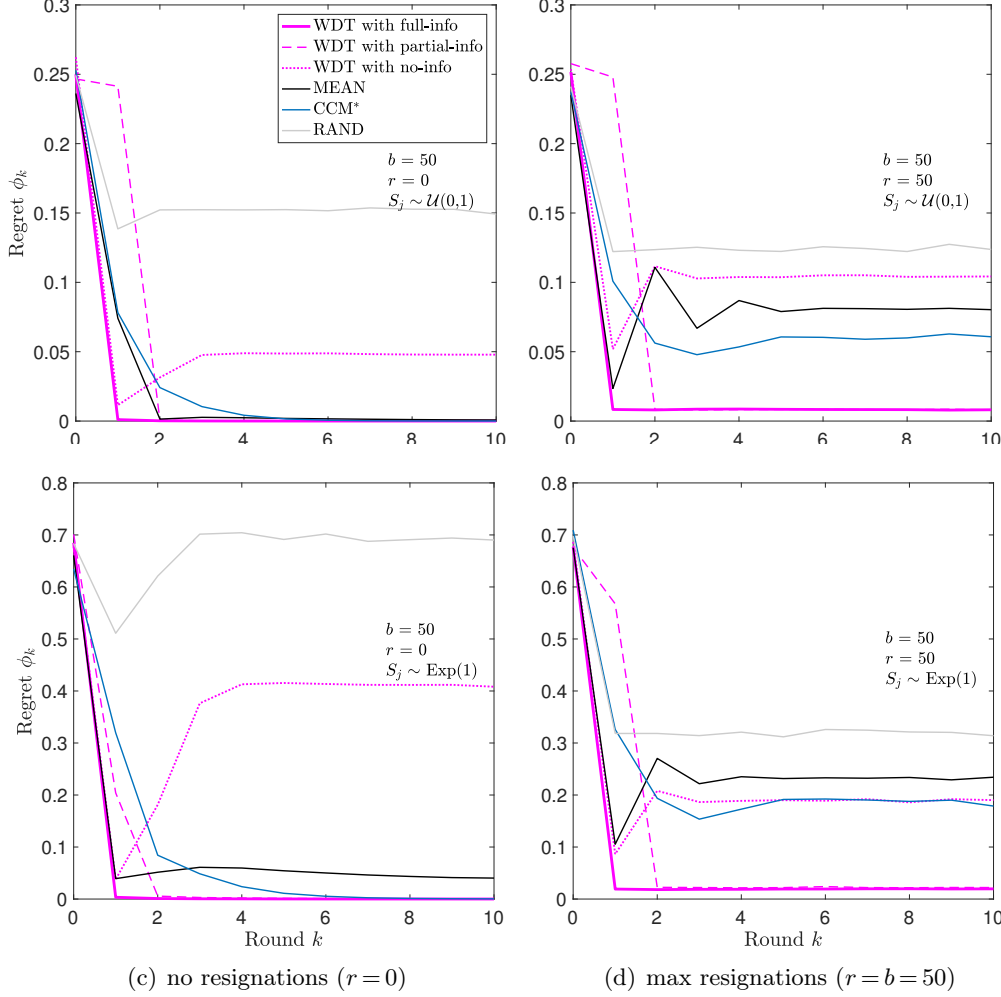 0.3
0.25
0.2
0.15
0.1
0.05
0
Regret ϕ_k
WDT with full-info
WDT with partial-info
WDT with no-info
MEAN
CCM*
RAND
b = 50
r = 0
S_j ∼ 𝒰(0,1)
0 2 4 6 8 10
0.3
0.25
0.2
0.15
0.1
0.05
0
b = 50
r = 50
S_j ∼ 𝒰(0,1)
0 2 4 6 8 10
0.8
0.7
0.6
0.5
0.4
0.3
0.2
0.1
0
Regret ϕ_k
b = 50
r = 0
S_j ∼ Exp(1)
0 2 4 6 8 10
Round k
0.8
0.7
0.6
0.5
0.4
0.3
0.2
0.1
0
b = 50
r = 50
S_j ∼ Exp(1)
0 2 4 6 8 10
Round k
(c) no resignations (r = 0)
(d) max resignations (r = b = 50)